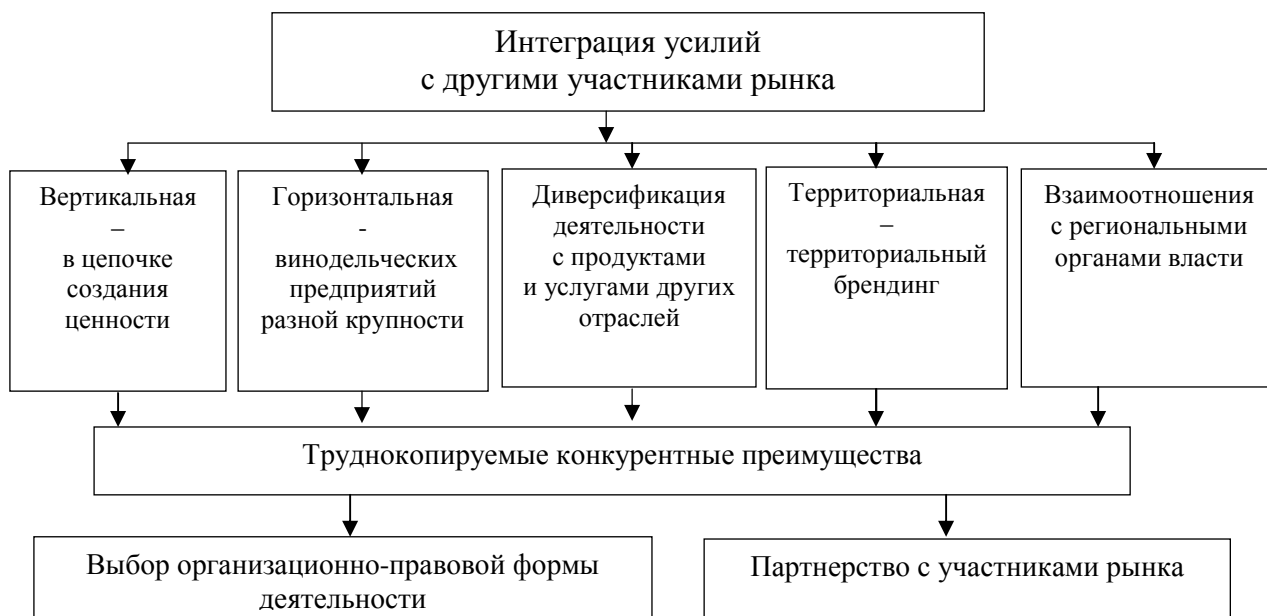 Интеграция усилий
с другими участниками рынка
Вертикальная
–
в цепочке
создания
ценности
Горизонтальная
-
винодельческих
предприятий
разной крупности
Диверсификация
деятельности
с продуктами
и услугами других
отраслей
Территориальная
–
территориальный
брендинг
Взаимоотношения
с региональными
органами власти
Труднокопируемые конкурентные преимущества
Выбор организационно-правовой формы
деятельности
Партнерство с участниками рынка